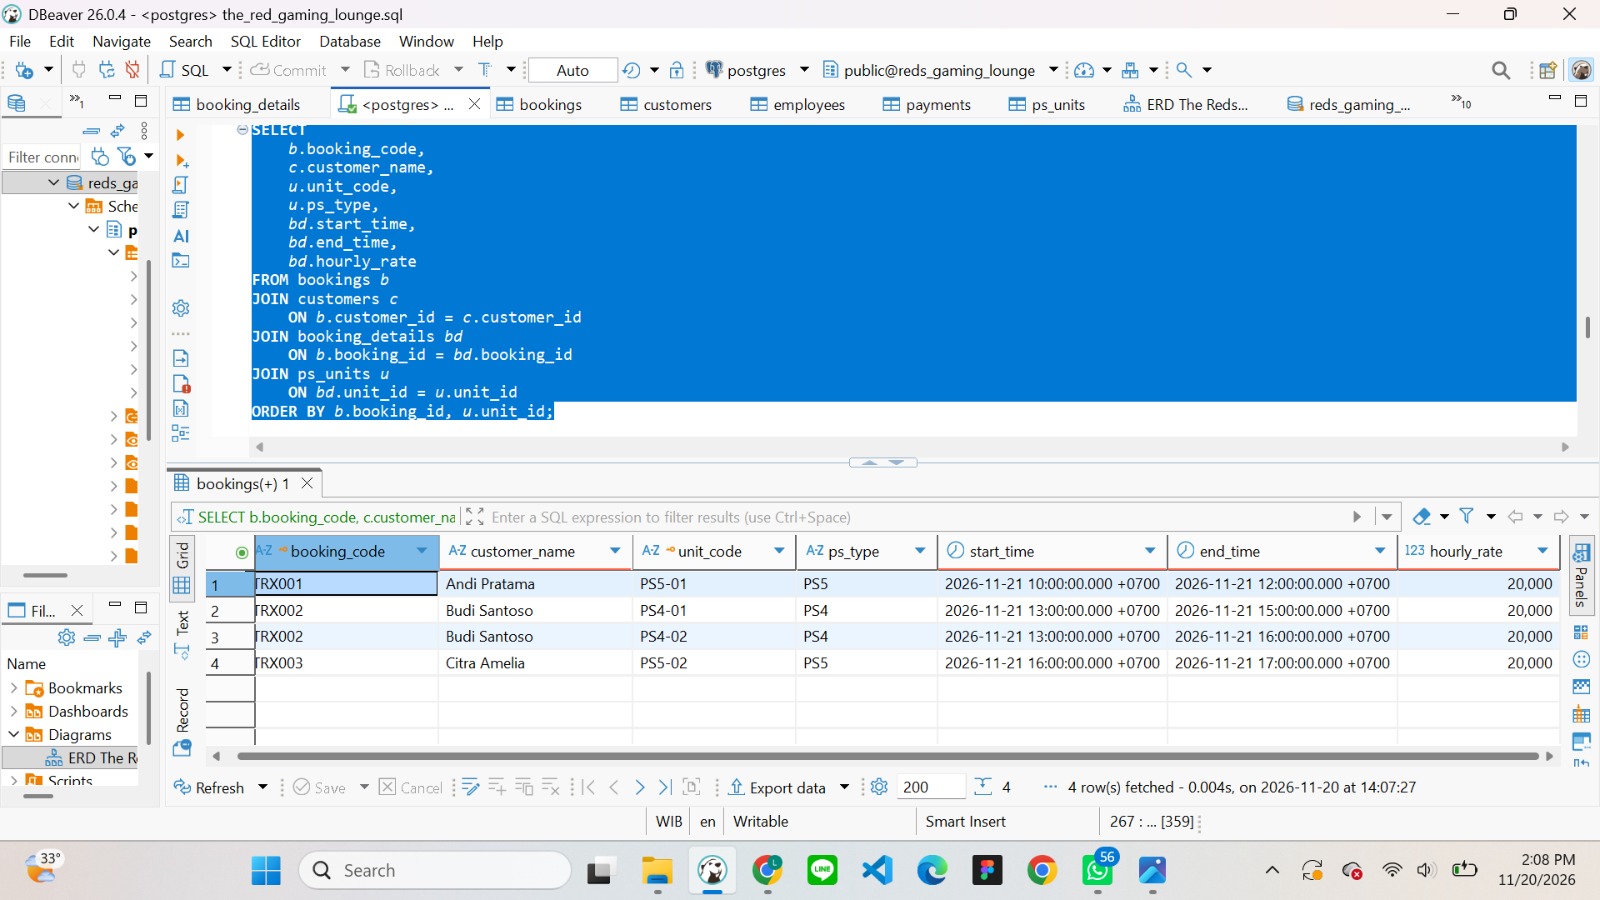 DBeaver 26.0.4 - <postgres> the_red_gaming_lounge.sql
File Edit Navigate Search SQL Editor Database Window Help
SQL Commit Rollback T Auto postgres public@reds_gaming_lounge
»1 booking_details <postgres> ... bookings customers employees payments ps_units ERD The Reds... reds_gaming_... »10
Filter conn
reds_ga
Sche
p
AI
SELECT
b.booking_code,
c.customer_name,
u.unit_code,
u.ps_type,
bd.start_time,
bd.end_time,
bd.hourly_rate
FROM bookings b
JOIN customers c
ON b.customer_id = c.customer_id
JOIN booking_details bd
ON b.booking_id = bd.booking_id
JOIN ps_units u
ON bd.unit_id = u.unit_id
ORDER BY b.booking_id, u.unit_id;
bookings(+) 1
SELECT b.booking_code, c.customer_na Enter a SQL expression to filter results (use Ctrl+Space)
Grid
Text
Record
A-Z booking_code A-Z customer_name A-Z unit_code A-Z ps_type start_time end_time 123 hourly_rate
1 TRX001 Andi Pratama PS5-01 PS5 2026-11-21 10:00:00.000 +0700 2026-11-21 12:00:00.000 +0700 20,000
2 TRX002 Budi Santoso PS4-01 PS4 2026-11-21 13:00:00.000 +0700 2026-11-21 15:00:00.000 +0700 20,000
3 TRX002 Budi Santoso PS4-02 PS4 2026-11-21 13:00:00.000 +0700 2026-11-21 16:00:00.000 +0700 20,000
4 TRX003 Citra Amelia PS5-02 PS5 2026-11-21 16:00:00.000 +0700 2026-11-21 17:00:00.000 +0700 20,000
Panels
Fil...
Name
Bookmarks
Dashboards
Diagrams
ERD The R
Scripts
Refresh Save Cancel Export data 200 4 ... 4 row(s) fetched - 0.004s, on 2026-11-20 at 14:07:27
WIB en Writable Smart Insert 267 : ... [359]
33° Search LINE 56 2:08 PM
11/20/2026